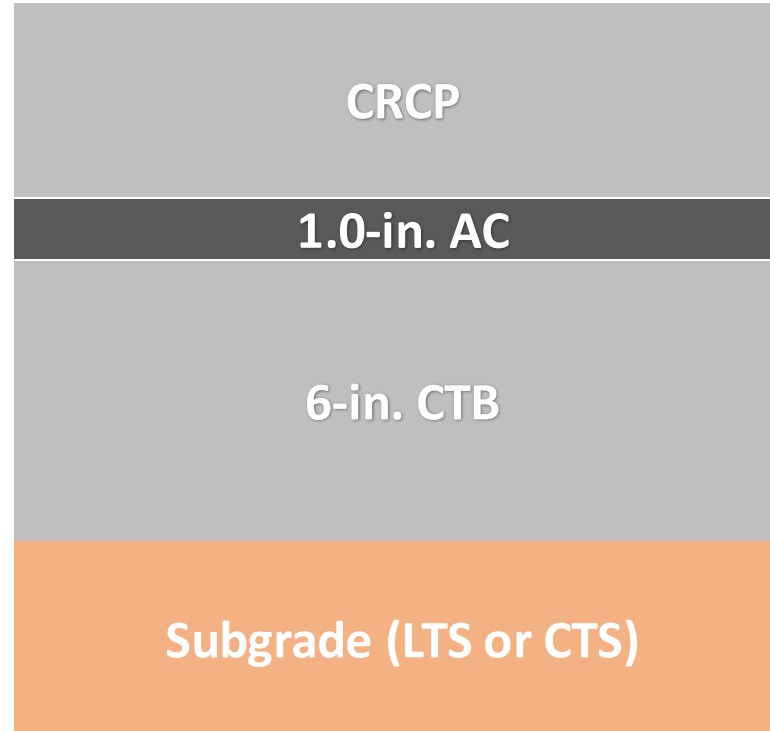 CRCP
1.0-in. AC
6-in. CTB
Subgrade (LTS or CTS)